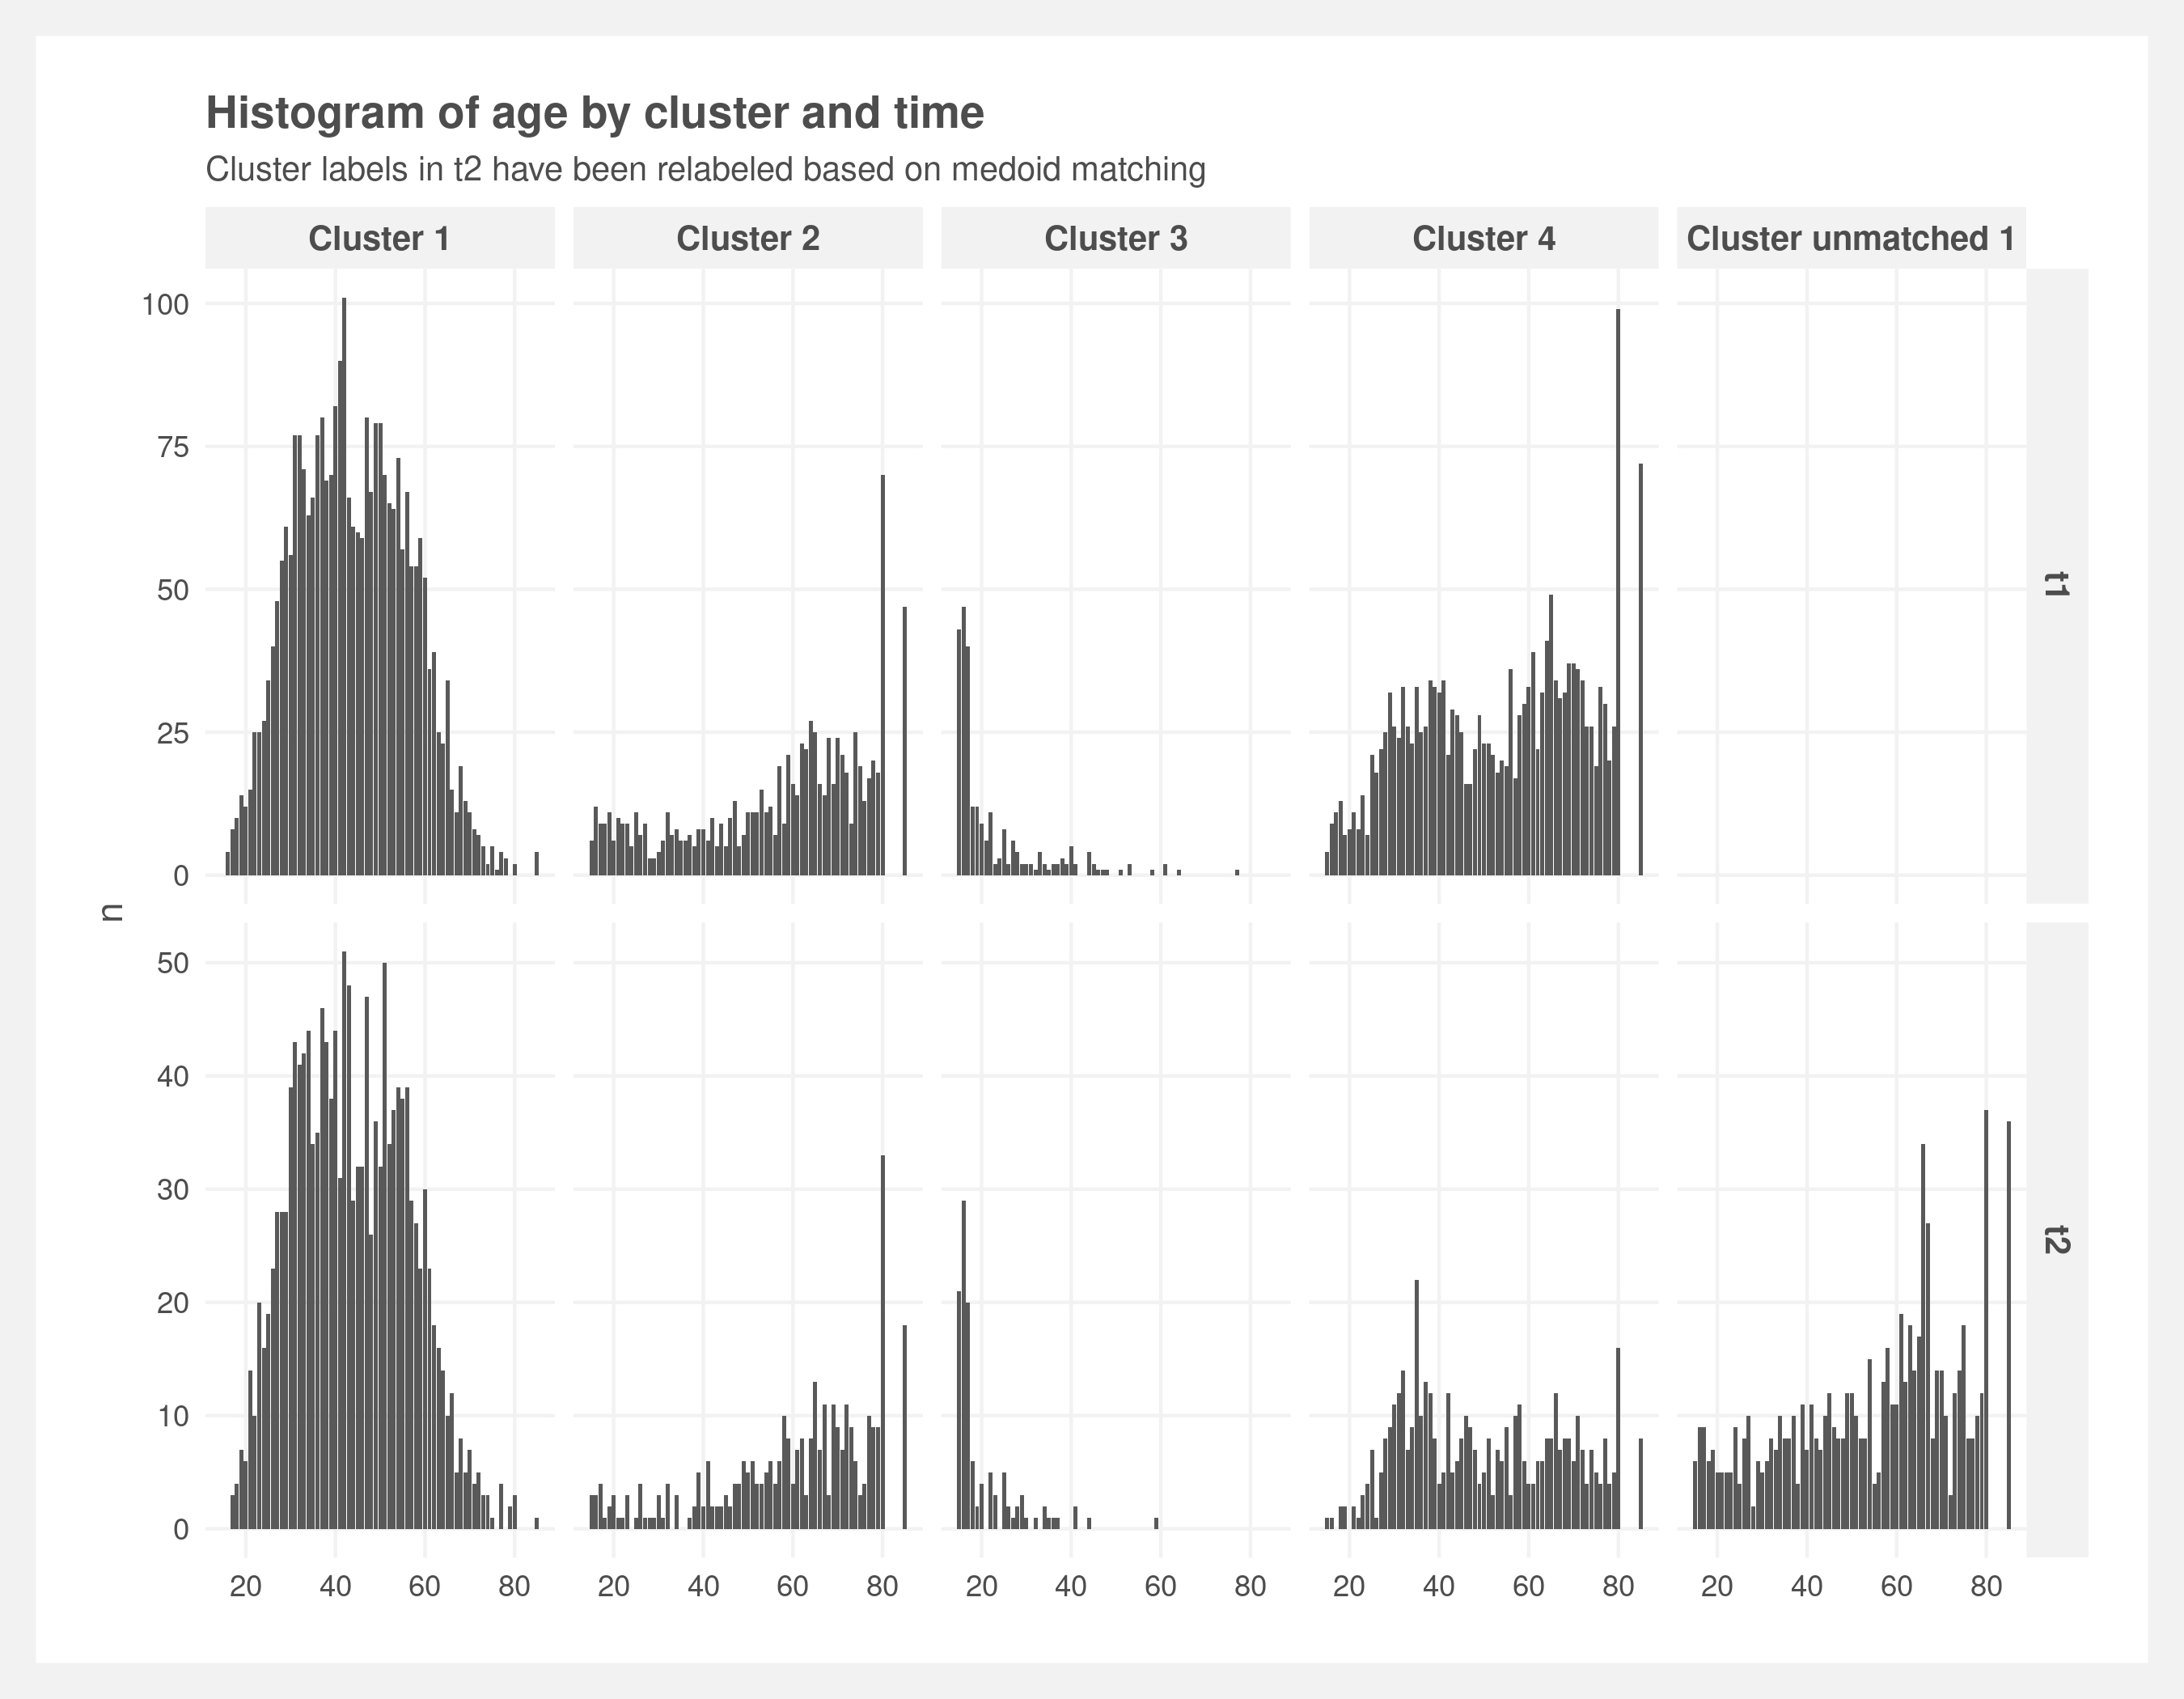 Histogram of age by cluster and time
Cluster labels in t2 have been relabeled based on medoid matching
Cluster 1 Cluster 2 Cluster 3 Cluster 4 Cluster unmatched 1
100
75
50
25
0
t1
n
50
40
30
20
10
0
t2
20 40 60 80 20 40 60 80 20 40 60 80 20 40 60 80 20 40 60 80